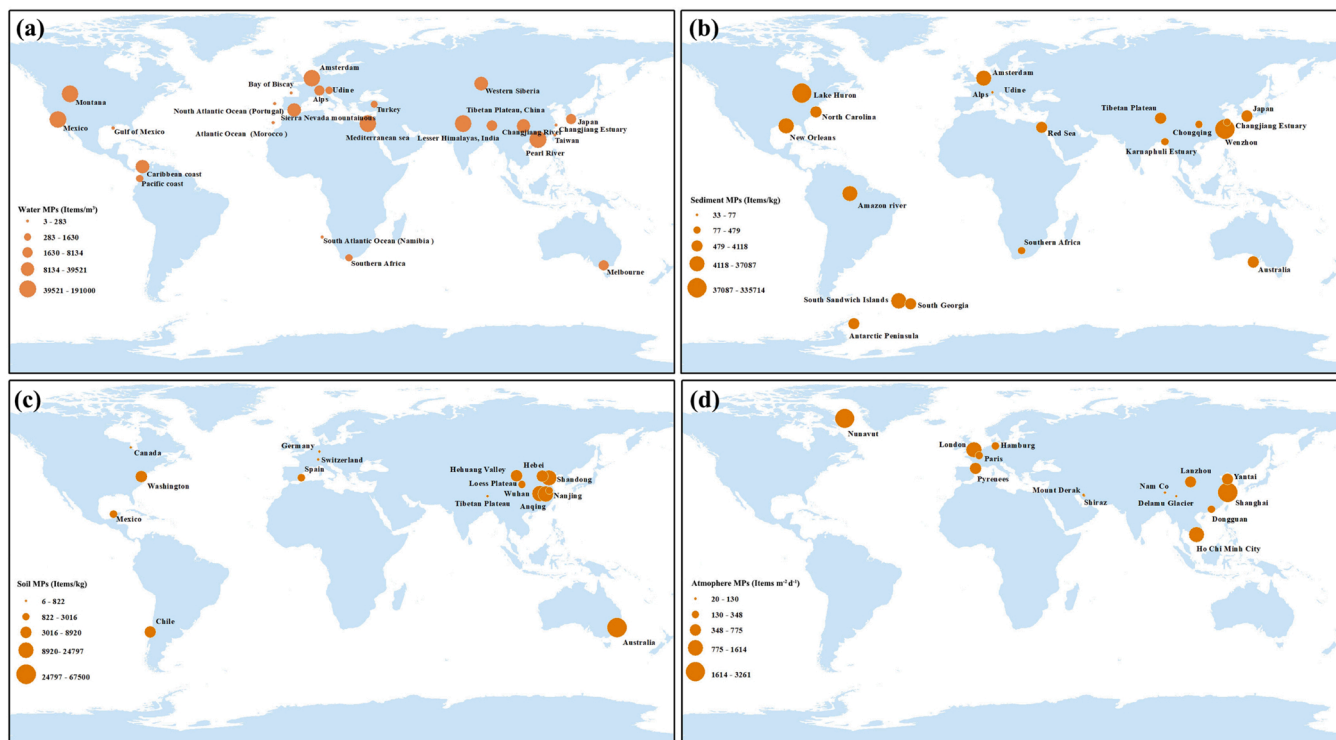 (a)
Amsterdam
Bay of Biscay
Western Siberia
Alps
Udine
Montana
Nouth Atlantic Ocean (Portugal)
Turkey
Tibetan Plateau, China
Sierra Nevada mountainous
Mexico
Gulf of Mexico
Atlantic Ocean (Morocco )
Mediterranean sea
Lesser Himalayas, India
Changjiang River
Japan
Changjiang Estuary
Taiwan
Pearl River
Caribbean coast
Pacific coast
Water MPs (Items/m³)
3 - 283
283 - 1630
1630 - 8134
8134 - 39521
39521 - 191000
South Atlantic Ocean (Namibia )
Southern Africa
Melbourne
(b)
Amsterdam
Lake Huron
Alps
Udine
North Carolina
Tibetan Plateau
Japan
New Orleans
Red Sea
Chongqing
Changjiang Estuary
Karnaphuli Estuary
Wenzhou
Sediment MPs (Items/kg)
33 - 77
77 - 479
479 - 4118
4118 - 37087
37087 - 335714
Amazon river
Southern Africa
Australia
South Sandwich Islands
South Georgia
Antarctic Peninsula
(c)
Canada
Germany
Switzerland
Spain
Washington
Hehuang Valley
Hebei
Shandong
Loess Plateau
Wuhan
Nanjing
Tibetan Plateau
Anqing
Mexico
Soil MPs (Items/kg)
6 - 822
822 - 3016
3016 - 8920
8920 - 24797
24797 - 67500
Chile
Australia
(d)
Nunavut
London
Hamburg
Paris
Pyrenees
Lanzhou
Yantai
Mount Derak
Shiraz
Nam Co
Delamu Glacier
Shanghai
Dongguan
Ho Chi Minh City
Atmophere MPs (Items m⁻² d⁻¹)
20 - 130
130 - 348
348 - 775
775 - 1614
1614 - 3261